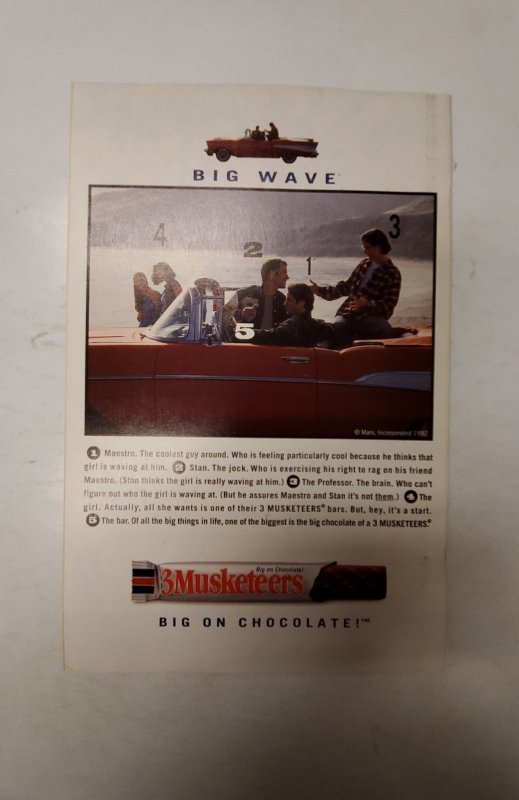 BIG WAVE
4
2
1
3
5
© Mars, Incorporated 1992
1 Maestro. The coolest guy around. Who is feeling particularly cool because he thinks that
girl is waving at him. 2 Stan. The jock. Who is exercising his right to rag on his friend
Maestro. (Stan thinks the girl is really waving at him.) 3 The Professor. The brain. Who can't
figure out who the girl is waving at. (But he assures Maestro and Stan it's not them.) 4 The
girl. Actually, all she wants is one of their 3 MUSKETEERS® bars. But, hey, it's a start.
5 The bar. Of all the big things in life, one of the biggest is the big chocolate of a 3 MUSKETEERS.®
Big on Chocolate!™
3Musketeers
BIG ON CHOCOLATE!™